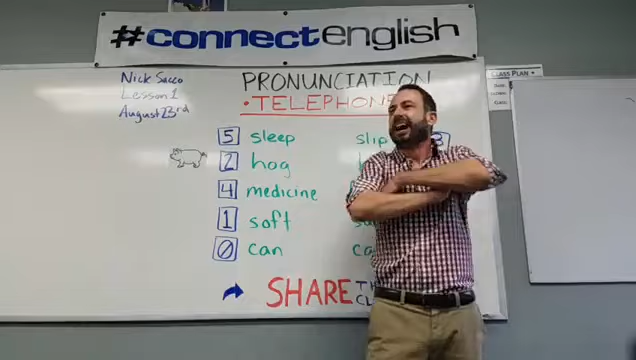 #connectenglish
CLASS PLAN
Nick Sacco
Lesson 1
August 23rd
PRONUNCIATION
• TELEPHONE
5 sleep slip
2 hog
4 medicine
1 soft
0 can
SHARE